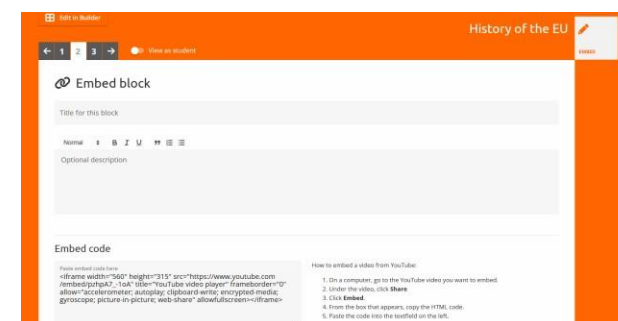 Edit in Builder
History of the EU
1 2 3
View as student
EMBED
Embed block
Title for this block
Normal B I U
Optional description
Embed code
Paste embed code here
<iframe width="560" height="315" src="https://www.youtube.com
/embed/pzhpA7_-1oA" title="YouTube video player" frameborder="0"
allow="accelerometer; autoplay; clipboard-write; encrypted-media;
gyroscope; picture-in-picture; web-share" allowfullscreen></iframe>
How to embed a video from YouTube:
1. On a computer, go to the YouTube video you want to embed.
2. Under the video, click Share
3. Click Embed.
4. From the box that appears, copy the HTML code.
5. Paste the code into the textfield on the left.